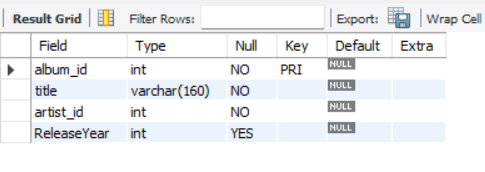 Result Grid Filter Rows: Export: Wrap Cell
Field Type Null Key Default Extra
album_id int NO PRI NULL
title varchar(160) NO NULL
artist_id int NO NULL
ReleaseYear int YES NULL